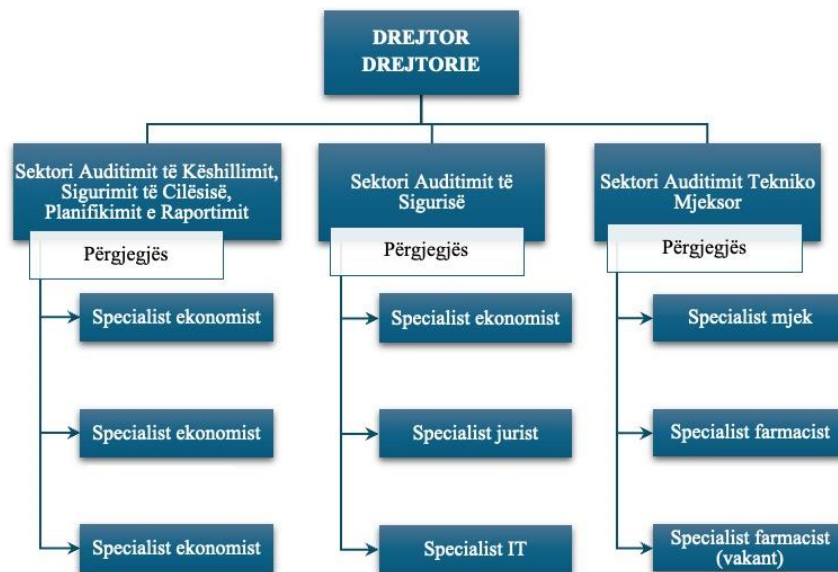 DREJTOR
DREJTORIE
Sektori Auditimit të Këshillimit,
Sigurimit të Cilësisë,
Planifikimit e Raportimit
Përgjegjës
Specialist ekonomist
Specialist ekonomist
Specialist ekonomist
Sektori Auditimit të
Sigurisë
Përgjegjës
Specialist ekonomist
Specialist jurist
Specialist IT
Sektori Auditimit Tekniko
Mjeksor
Përgjegjës
Specialist mjek
Specialist farmacist
Specialist farmacist
(vakant)